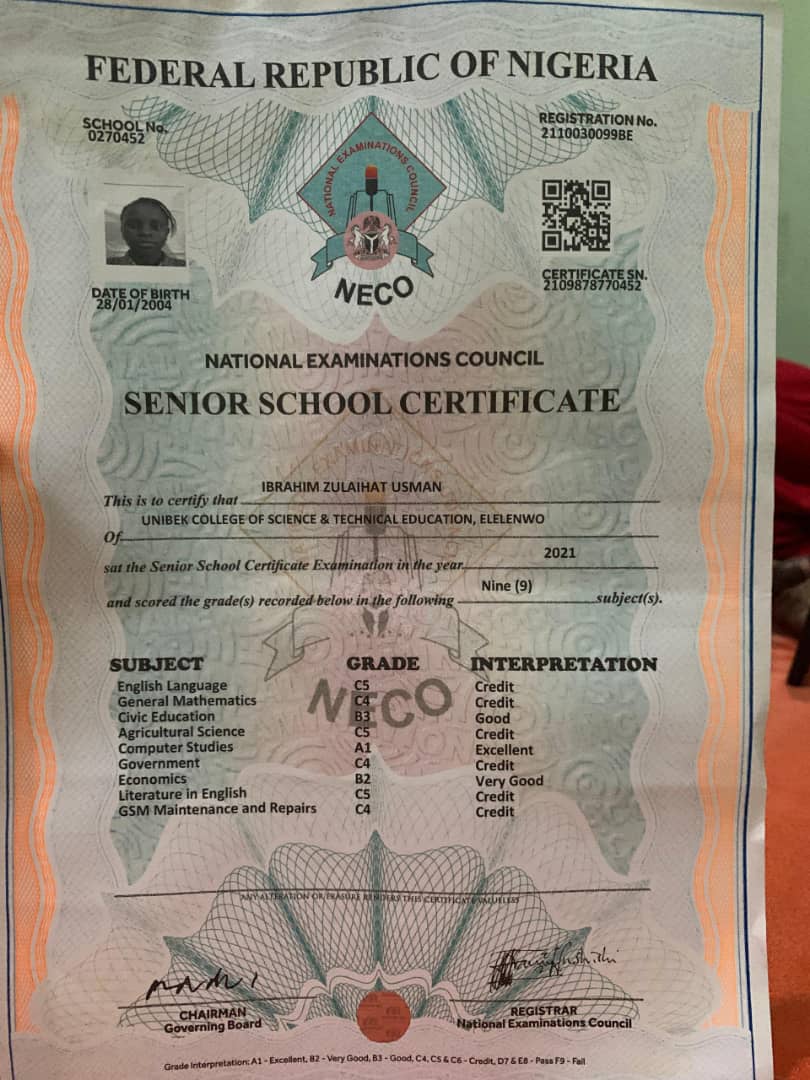 FEDERAL REPUBLIC OF NIGERIA
SCHOOL No.
0270452
REGISTRATION No.
2110030099BE
NATIONAL EXAMINATIONS COUNCIL
NECO
DATE OF BIRTH
28/01/2004
CERTIFICATE SN.
2109878770452
NATIONAL EXAMINATIONS COUNCIL
SENIOR SCHOOL CERTIFICATE
This is to certify that IBRAHIM ZULAIHAT USMAN
Of UNIBEK COLLEGE OF SCIENCE & TECHNICAL EDUCATION, ELELENWO
sat the Senior School Certificate Examination in the year 2021
and scored the grade(s) recorded below in the following Nine (9) subject(s).
SUBJECT GRADE INTERPRETATION
English Language C5 Credit
General Mathematics C4 Credit
Civic Education B3 Good
Agricultural Science C5 Credit
Computer Studies A1 Excellent
Government C4 Credit
Economics B2 Very Good
Literature in English C5 Credit
GSM Maintenance and Repairs C4 Credit
NECO
ANY ALTERATION OR ERASURE RENDERS THIS CERTIFICATE VALUELESS
CHAIRMAN
Governing Board
REGISTRAR
National Examinations Council
Grade Interpretation: A1 - Excellent, B2 - Very Good, B3 - Good, C4, C5 & C6 - Credit, D7 & E8 - Pass F9 - Fail